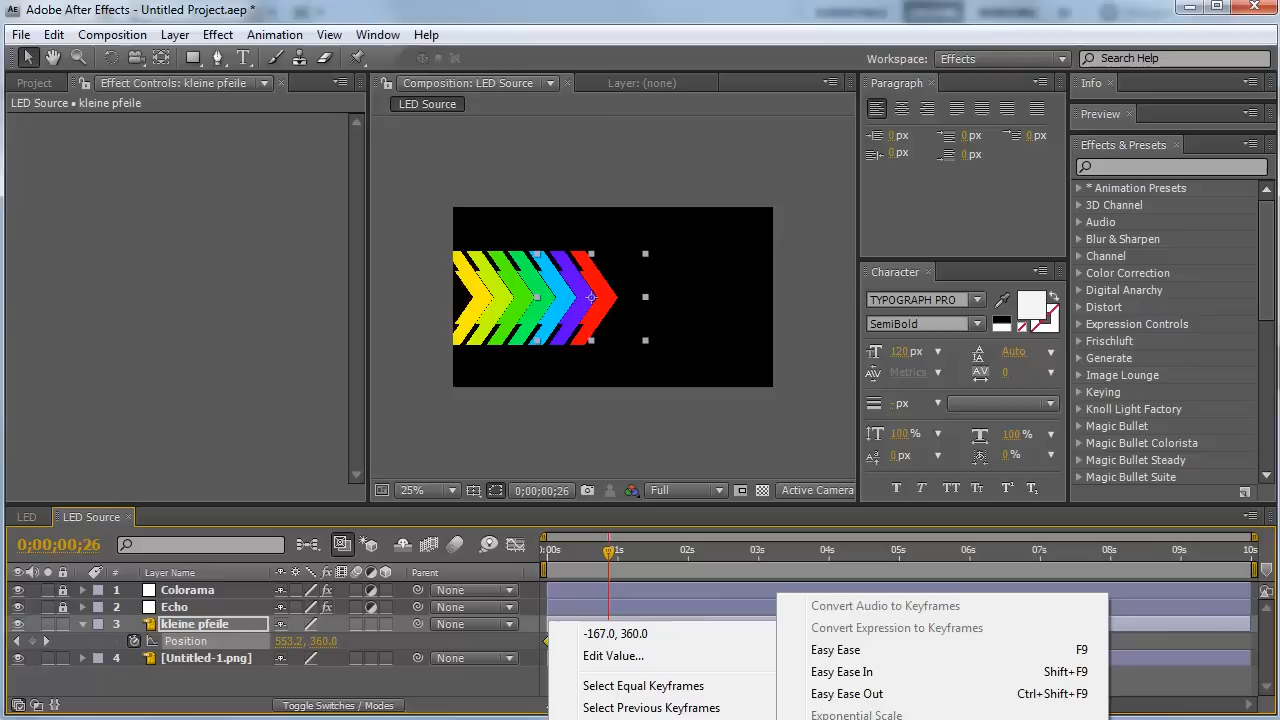 Adobe After Effects - Untitled Project.aep *
File Edit Composition Layer Effect Animation View Window Help
Workspace: Effects Search Help
Project Effect Controls: kleine pfeile
LED Source • kleine pfeile
Composition: LED Source Layer: (none)
LED Source
25% 0;00;00;26 Full Active Camera
Paragraph
0 px 0 px 0 px
0 px 0 px
Character
TYPOGRAPH PRO
SemiBold
120 px Auto
Metrics 0
- px
100 % 100 %
0 px 0 %
T T TT Tт T¹ T₁
Info
Preview
Effects & Presets
* Animation Presets
3D Channel
Audio
Blur & Sharpen
Channel
Color Correction
Digital Anarchy
Distort
Expression Controls
Frischluft
Generate
Image Lounge
Keying
Knoll Light Factory
Magic Bullet
Magic Bullet Colorista
Magic Bullet Steady
Magic Bullet Suite
LED LED Source
0;00;00;26
0:00s 1s 02s 03s 04s 05s 06s 07s 08s 09s 10s
# Layer Name Parent
1 Colorama None
2 Echo None
3 kleine pfeile None
Position 553.2, 360.0
4 [Untitled-1.png] None
Toggle Switches / Modes
-167.0, 360.0
Edit Value...
Select Equal Keyframes
Select Previous Keyframes
Convert Audio to Keyframes
Convert Expression to Keyframes
Easy Ease F9
Easy Ease In Shift+F9
Easy Ease Out Ctrl+Shift+F9
Exponential Scale